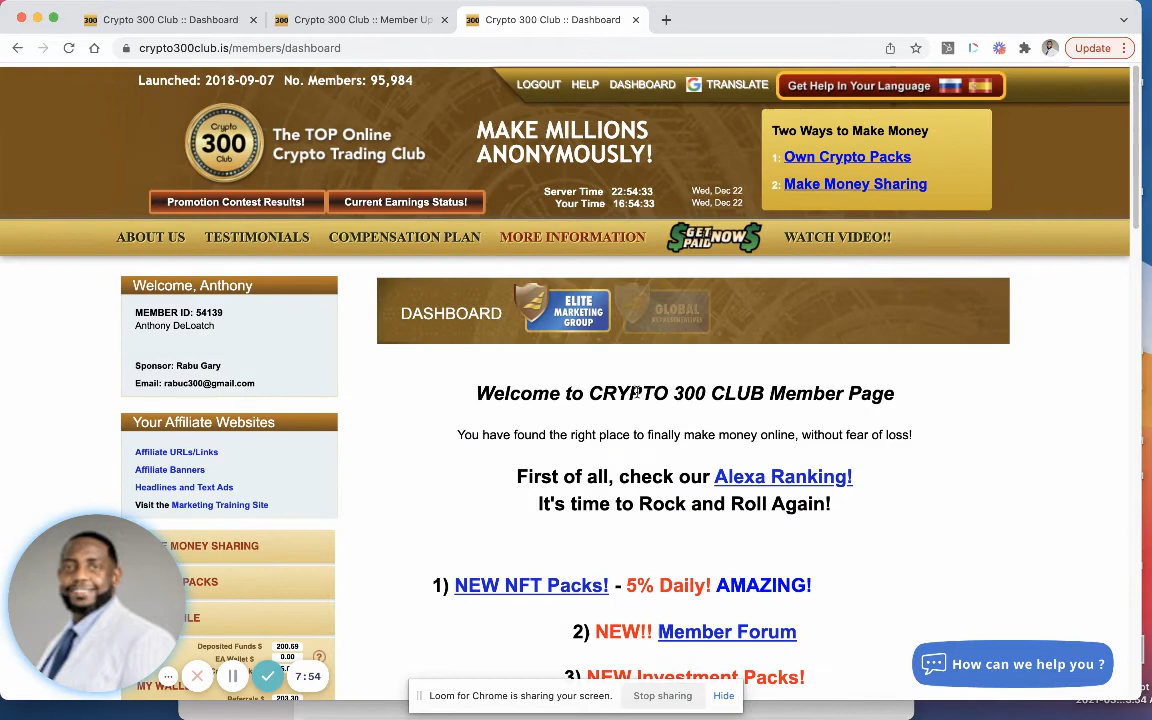 Crypto 300 Club :: Dashboard
Crypto 300 Club :: Member Up
Crypto 300 Club :: Dashboard
crypto300club.is/members/dashboard
Update
Launched: 2018-09-07 No. Members: 95,984
LOGOUT HELP DASHBOARD TRANSLATE
Get Help In Your Language
Crypto
300
Club
The TOP Online
Crypto Trading Club
MAKE MILLIONS
ANONYMOUSLY!
Two Ways to Make Money
1: Own Crypto Packs
2: Make Money Sharing
Server Time 22:54:33 Wed, Dec 22
Your Time 16:54:33 Wed, Dec 22
Promotion Contest Results!
Current Earnings Status!
ABOUT US TESTIMONIALS COMPENSATION PLAN MORE INFORMATION GET PAID NOW WATCH VIDEO!!
Welcome, Anthony
MEMBER ID: 54139
Anthony DeLoatch
Sponsor: Rabu Gary
Email: rabuc300@gmail.com
Your Affiliate Websites
Affiliate URLs/Links
Affiliate Banners
Headlines and Text Ads
Visit the Marketing Training Site
MONEY SHARING
PACKS
Deposited Funds $ 200.69
EA Wallet $ 0.00
MY WALL
Referrals $ 203.30
7:54
DASHBOARD
ELITE
MARKETING
GROUP
GLOBAL
REPRESENTATIVES
Welcome to CRYPTO 300 CLUB Member Page
You have found the right place to finally make money online, without fear of loss!
First of all, check our Alexa Ranking!
It's time to Rock and Roll Again!
1) NEW NFT Packs! - 5% Daily! AMAZING!
2) NEW!! Member Forum
3) NEW Investment Packs!
How can we help you ?
Loom for Chrome is sharing your screen.
Stop sharing
Hide